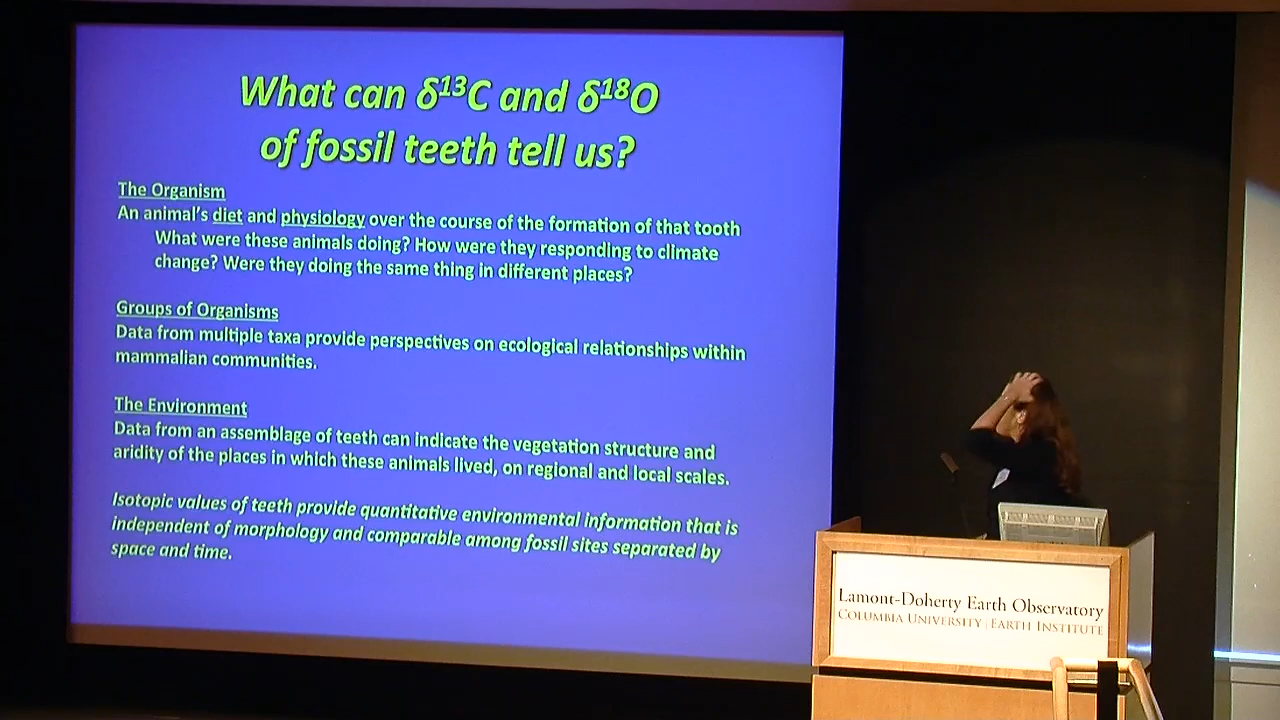 What can δ¹³C and δ¹⁸O
of fossil teeth tell us?
The Organism
An animal's diet and physiology over the course of the formation of that tooth
What were these animals doing? How were they responding to climate
change? Were they doing the same thing in different places?
Groups of Organisms
Data from multiple taxa provide perspectives on ecological relationships within
mammalian communities.
The Environment
Data from an assemblage of teeth can indicate the vegetation structure and
aridity of the places in which these animals lived, on regional and local scales.
Isotopic values of teeth provide quantitative environmental information that is
independent of morphology and comparable among fossil sites separated by
space and time.
Lamont-Doherty Earth Observatory
COLUMBIA UNIVERSITY | EARTH INSTITUTE